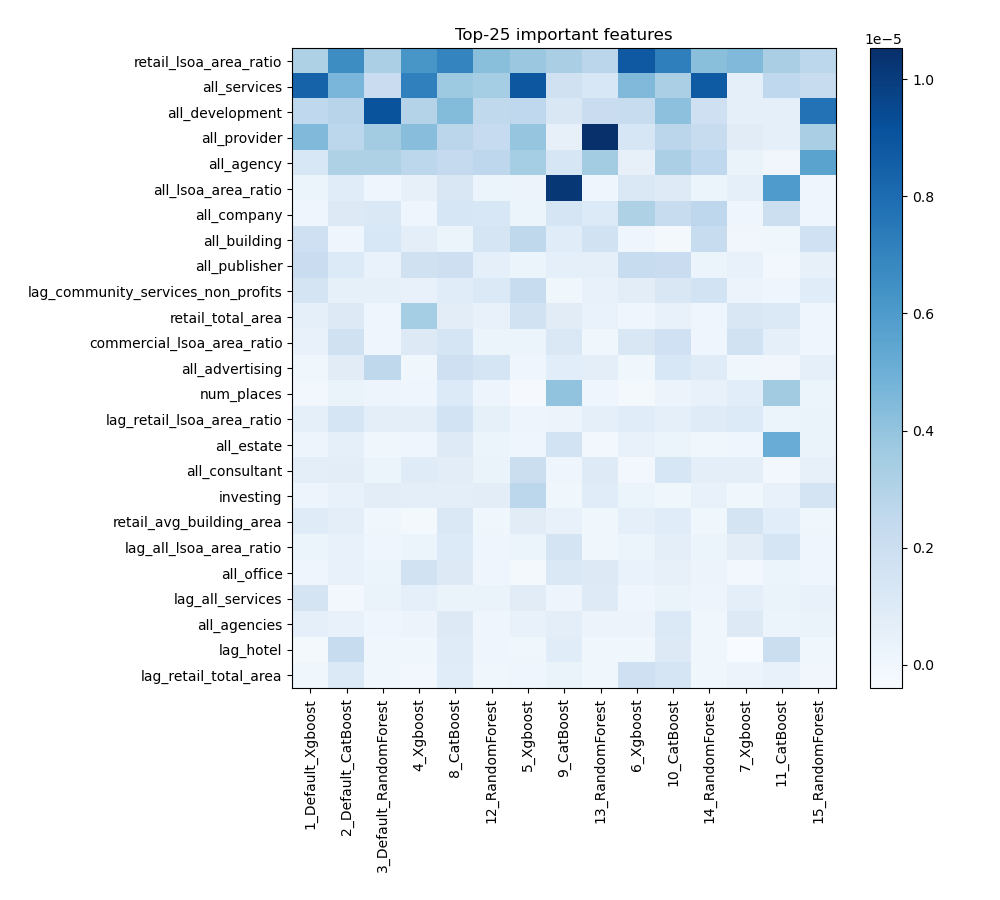 Top-25 important features
1e−5
retail_lsoa_area_ratio
all_services
all_development
all_provider
all_agency
all_lsoa_area_ratio
all_company
all_building
all_publisher
lag_community_services_non_profits
retail_total_area
commercial_lsoa_area_ratio
all_advertising
num_places
lag_retail_lsoa_area_ratio
all_estate
all_consultant
investing
retail_avg_building_area
lag_all_lsoa_area_ratio
all_office
lag_all_services
all_agencies
lag_hotel
lag_retail_total_area
1_Default_Xgboost
2_Default_CatBoost
3_Default_RandomForest
4_Xgboost
8_CatBoost
12_RandomForest
5_Xgboost
9_CatBoost
13_RandomForest
6_Xgboost
10_CatBoost
14_RandomForest
7_Xgboost
11_CatBoost
15_RandomForest
1.0
0.8
0.6
0.4
0.2
0.0